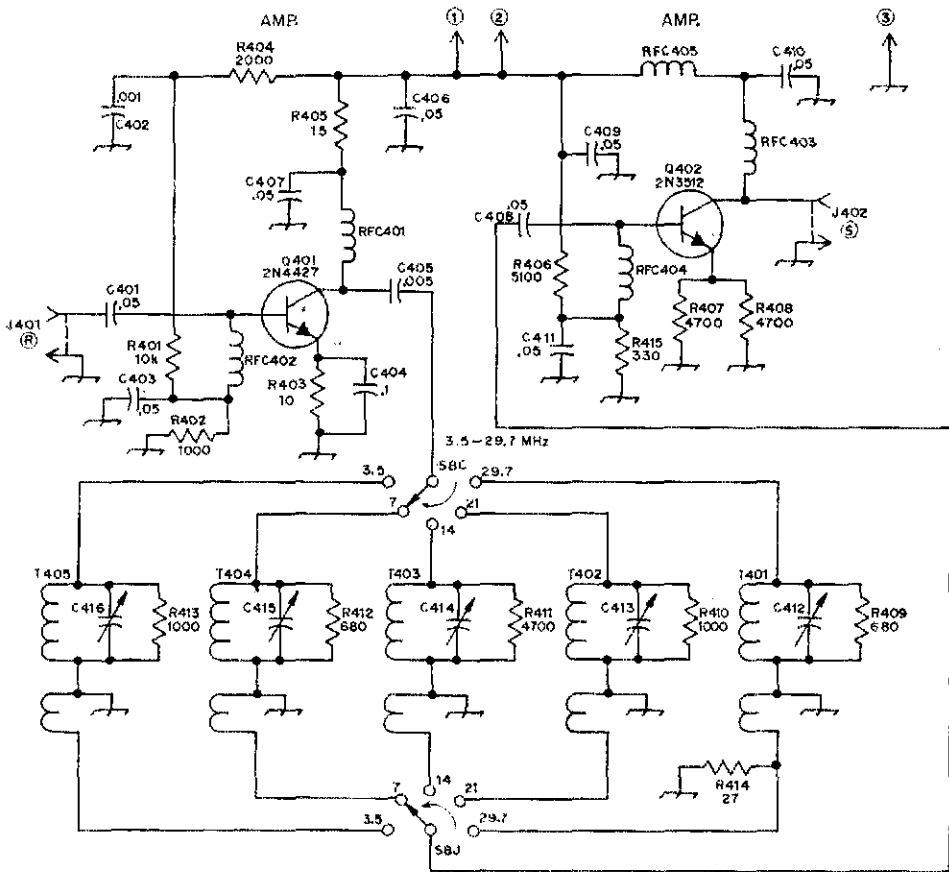 AMP.
AMP.
1
2
3
R404
2000
RFC405
C410
.05
.001
C402
R405
15
C406
.05
C409
.05
RFC403
C407
.05
Q402
2N3512
RFC401
.05
C408
J402
S
Q401
2N4427
C405
.005
R406
5100
RFC404
C401
.05
J401
R
R401
10k
RFC402
R407
4700
R408
4700
C411
.05
R415
330
C403
.05
R403
10
C404
.1
R402
1000
3.5-29.7 MHz
3.5
S8C
29.7
7
21
14
T405
T404
T403
T402
T401
C416
R413
1000
C415
R412
680
C414
R411
4700
C413
R410
1000
C412
R409
680
R414
27
14
7
21
3.5
29.7
S8J